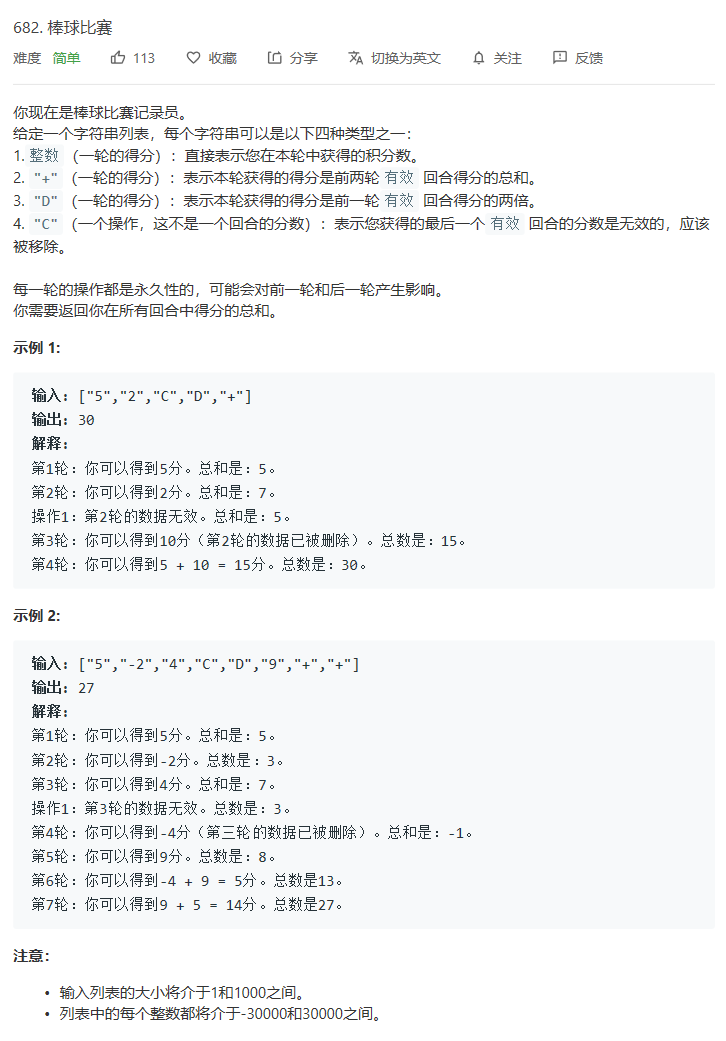 682. 棒球比赛
难度 简单 113 收藏 分享 切换为英文 关注 反馈
你现在是棒球比赛记录员。
给定一个字符串列表，每个字符串可以是以下四种类型之一：
1. 整数 （一轮的得分）：直接表示您在本轮中获得的积分数。
2. "+" （一轮的得分）：表示本轮获得的得分是前两轮 有效 回合得分的总和。
3. "D" （一轮的得分）：表示本轮获得的得分是前一轮 有效 回合得分的两倍。
4. "C" （一个操作，这不是一个回合的分数）：表示您获得的最后一个 有效 回合的分数是无效的，应该
被移除。
每一轮的操作都是永久性的，可能会对前一轮和后一轮产生影响。
你需要返回你在所有回合中得分的总和。
示例 1:
输入: ["5","2","C","D","+"]
输出: 30
解释:
第1轮：你可以得到5分。总和是：5。
第2轮：你可以得到2分。总和是：7。
操作1：第2轮的数据无效。总和是：5。
第3轮：你可以得到10分（第2轮的数据已被删除）。总数是：15。
第4轮：你可以得到5 + 10 = 15分。总数是：30。
示例 2:
输入: ["5","-2","4","C","D","9","+","+"]
输出: 27
解释:
第1轮：你可以得到5分。总和是：5。
第2轮：你可以得到-2分。总数是：3。
第3轮：你可以得到4分。总和是：7。
操作1：第3轮的数据无效。总数是：3。
第4轮：你可以得到-4分（第三轮的数据已被删除）。总和是：-1。
第5轮：你可以得到9分。总数是：8。
第6轮：你可以得到-4 + 9 = 5分。总数是13。
第7轮：你可以得到9 + 5 = 14分。总数是27。
注意：
• 输入列表的大小将介于1和1000之间。
• 列表中的每个整数都将介于-30000和30000之间。